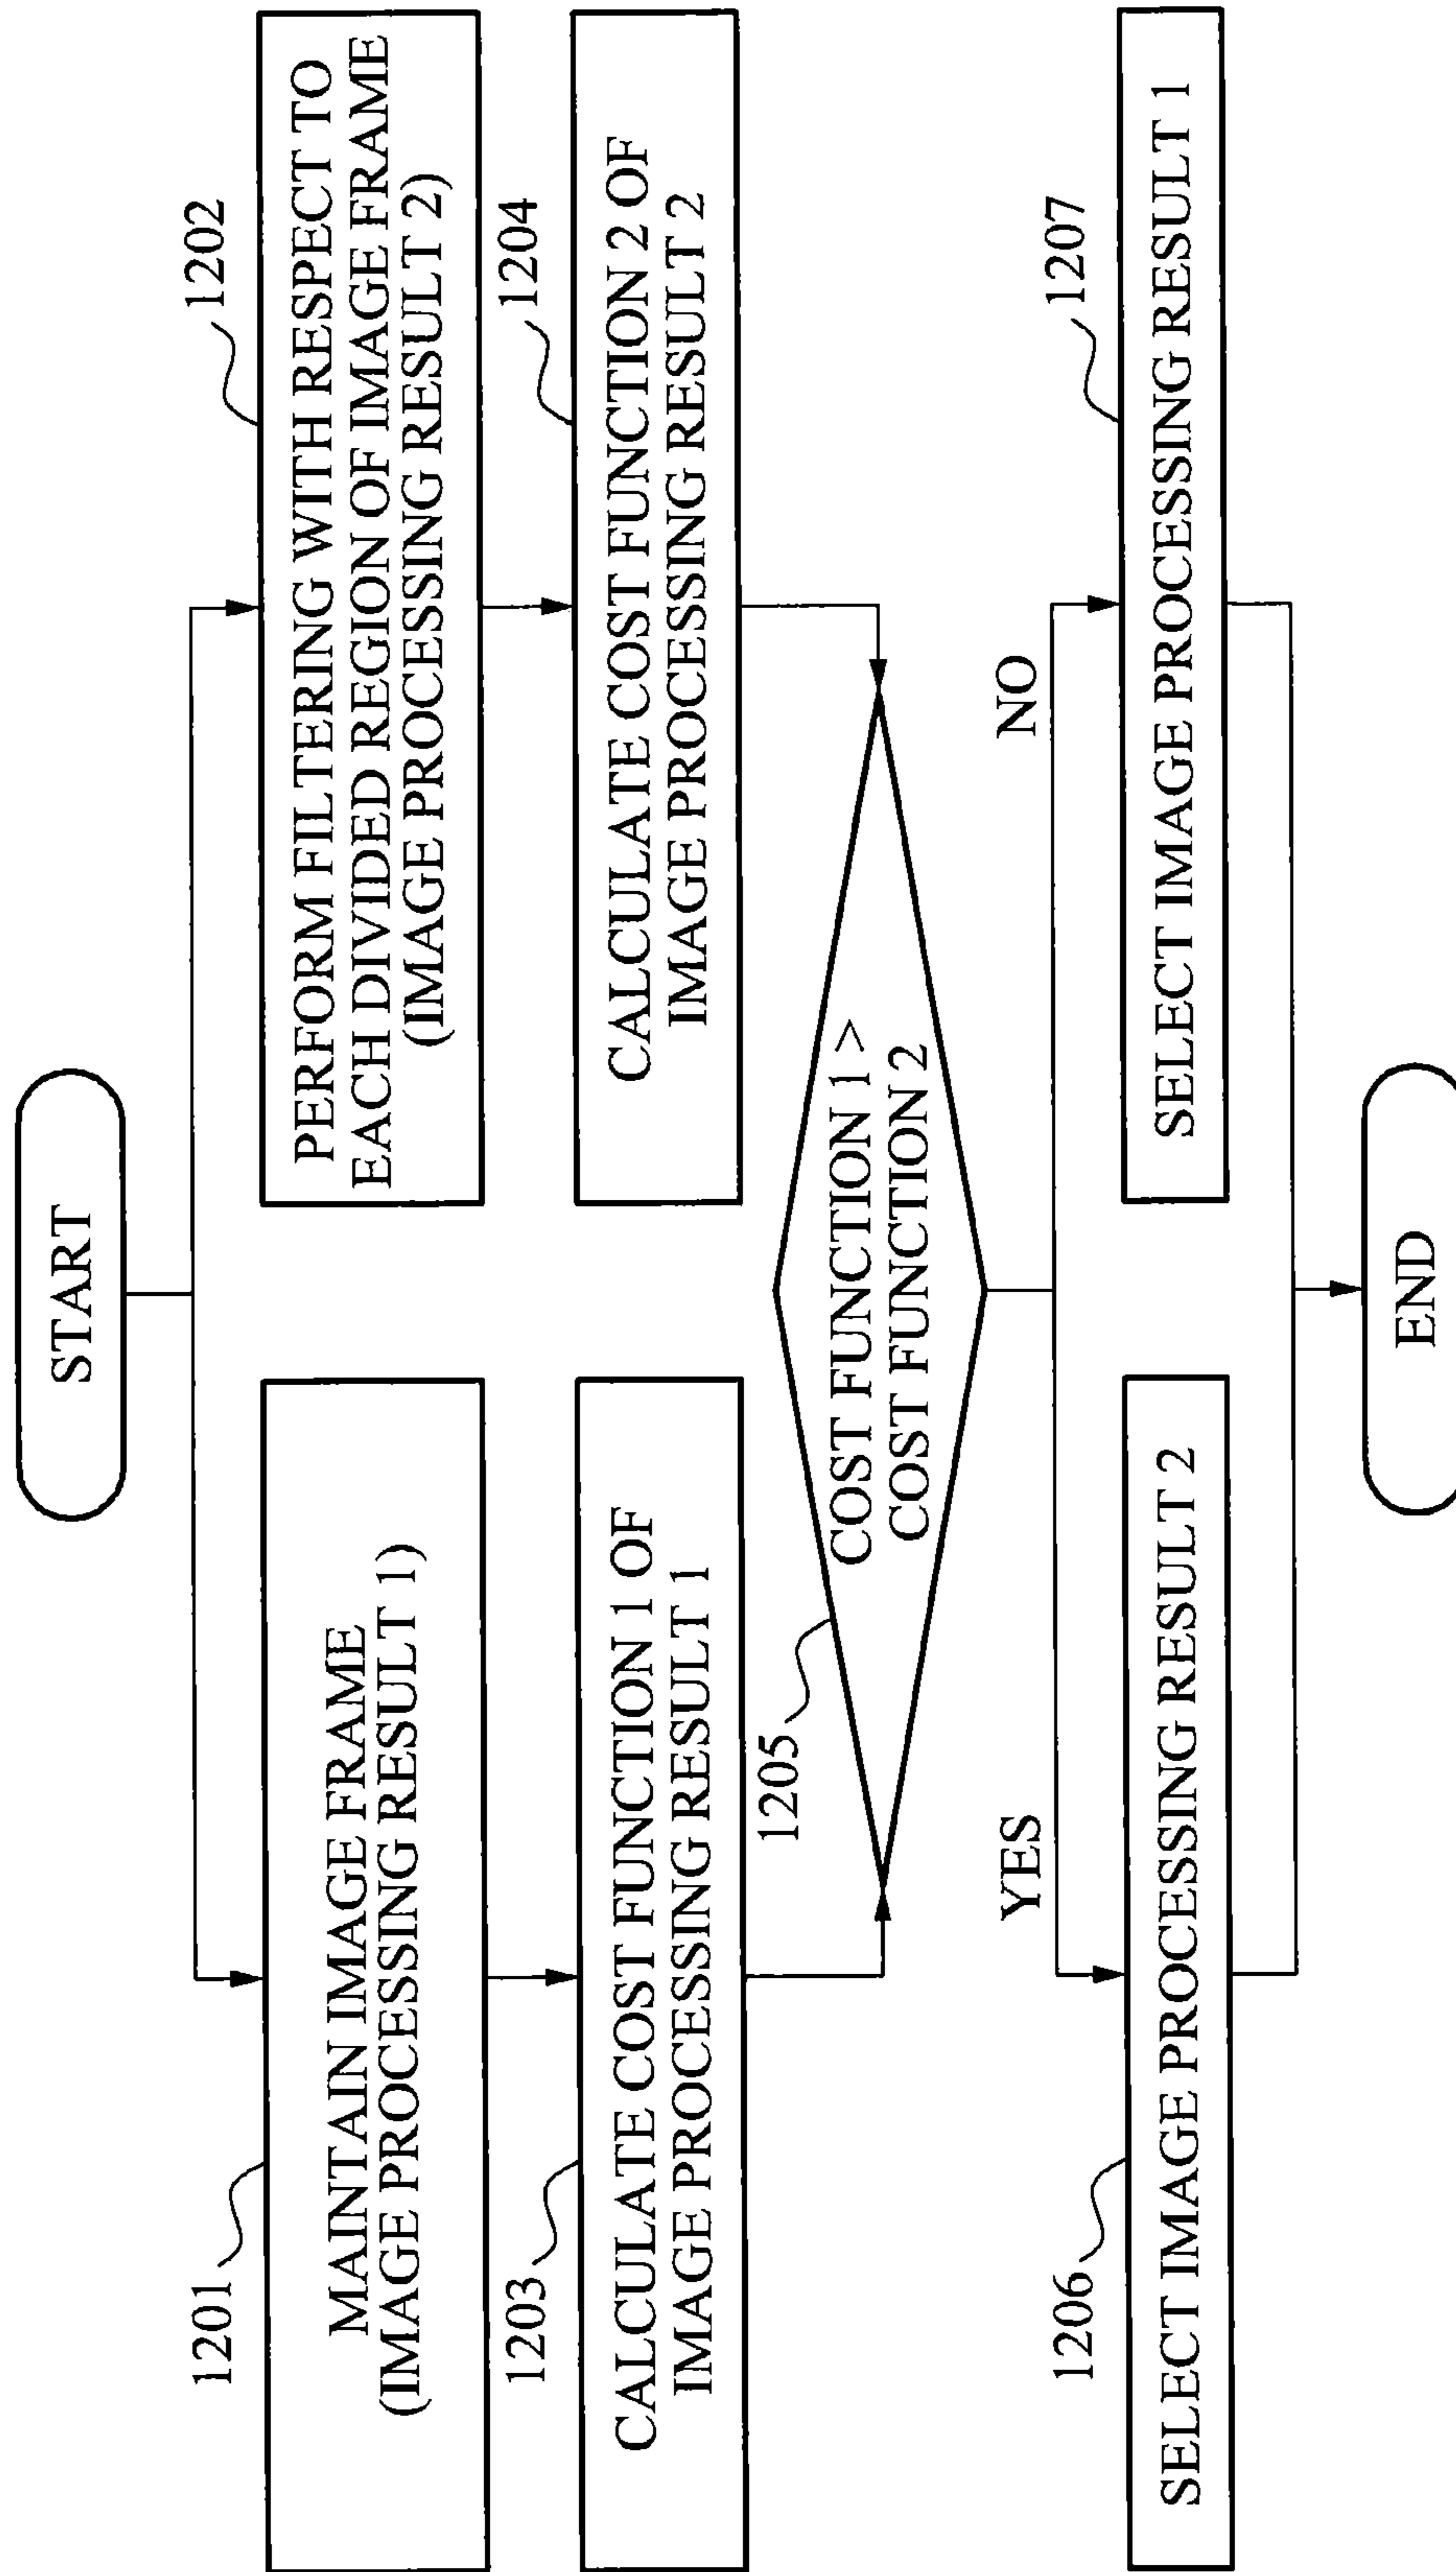 START
1201
MAINTAIN IMAGE FRAME
(IMAGE PROCESSING RESULT 1)
1202
PERFORM FILTERING WITH RESPECT TO
EACH DIVIDED REGION OF IMAGE FRAME
(IMAGE PROCESSING RESULT 2)
1203
CALCULATE COST FUNCTION 1 OF
IMAGE PROCESSING RESULT 1
1204
CALCULATE COST FUNCTION 2 OF
IMAGE PROCESSING RESULT 2
1205
COST FUNCTION 1 >
COST FUNCTION 2
YES
NO
1206
SELECT IMAGE PROCESSING RESULT 2
1207
SELECT IMAGE PROCESSING RESULT 1
END